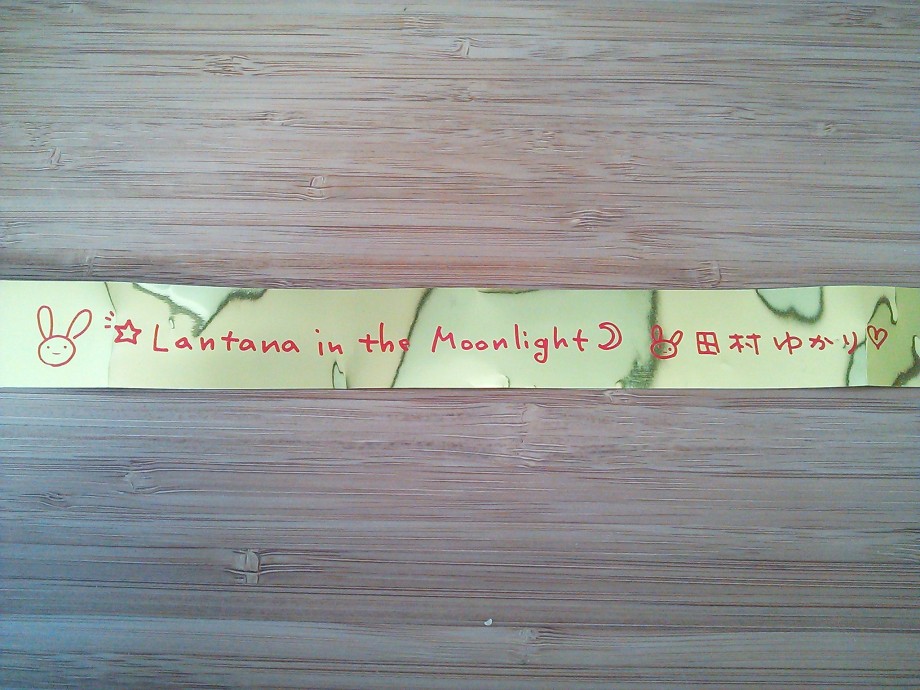 ☆Lantana in the Moonlight☽ 田村ゆかり♡